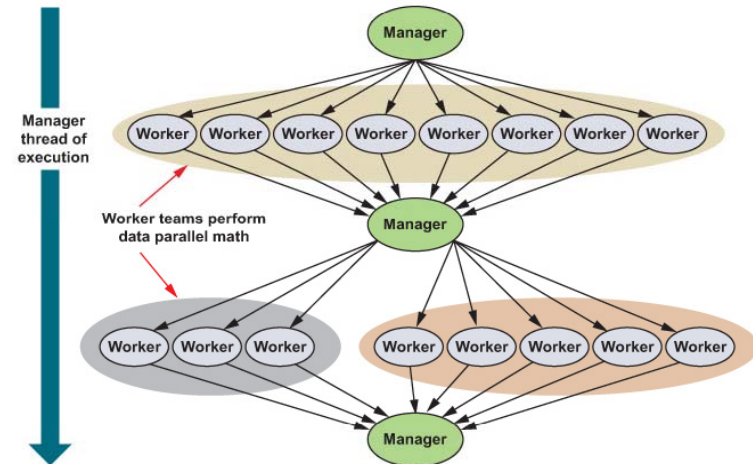 Manager
Manager
thread of
execution
Worker Worker Worker Worker Worker Worker Worker Worker
Worker teams perform
data parallel math
Manager
Worker Worker Worker Worker Worker Worker Worker Worker
Manager